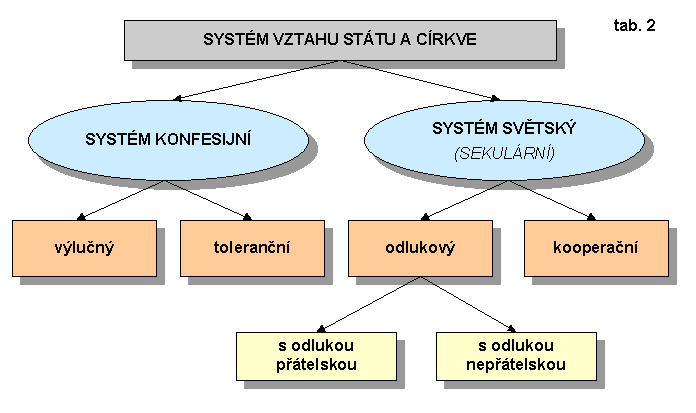 tab. 2
SYSTÉM VZTAHU STÁTU A CÍRKVE
SYSTÉM KONFESIJNÍ
SYSTÉM SVĚTSKÝ
(SEKULÁRNÍ)
výlučný
toleranční
odlukový
kooperační
s odlukou
přátelskou
s odlukou
nepřátelskou